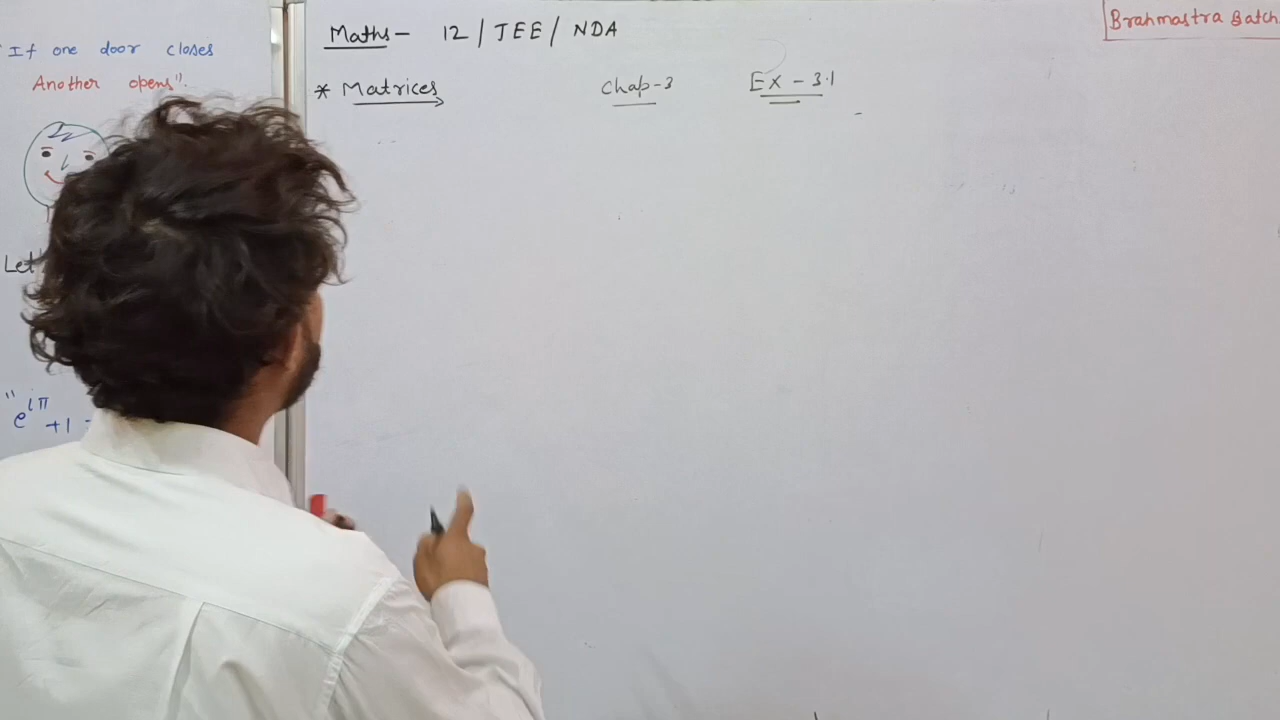 "If one door closes
Another opens".
Let
"e^iπ +1 -
Maths - 12 / JEE / NDA
* Matrices Chap-3 Ex - 3.1
Brahmastra Batch